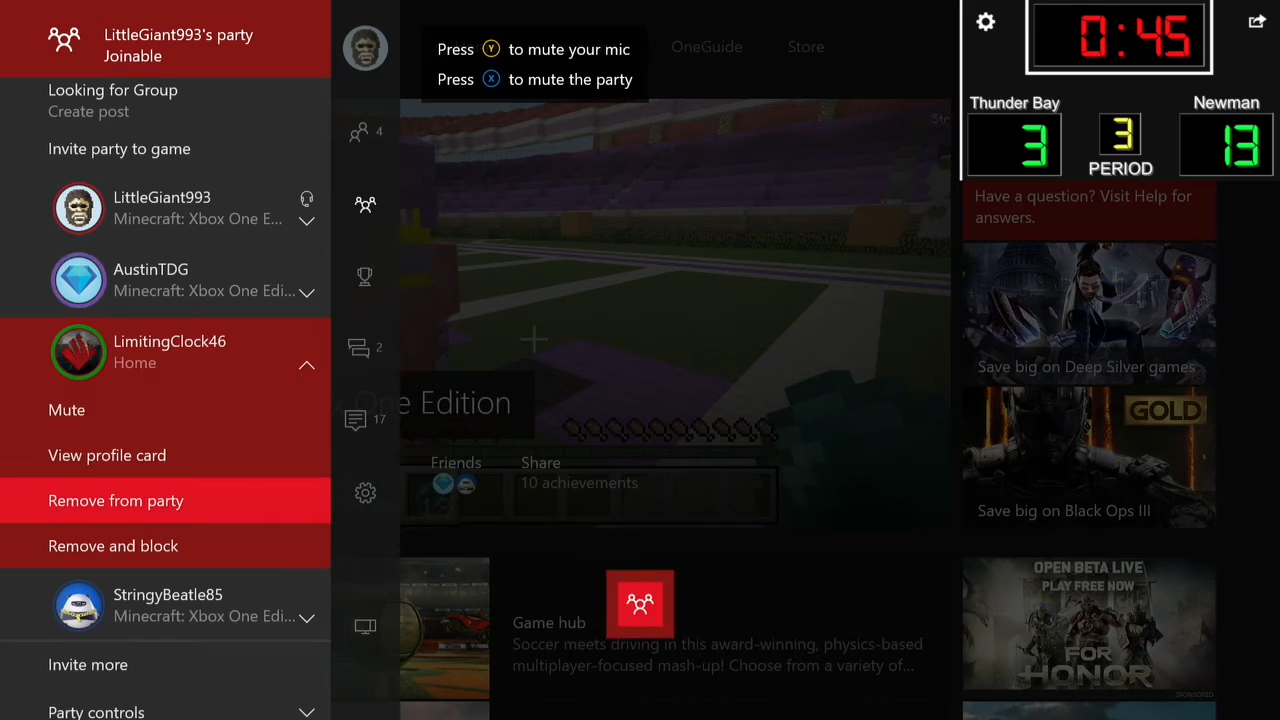 LittleGiant993's party
Joinable
Looking for Group
Create post
Invite party to game
LittleGiant993
Minecraft: Xbox One E...
AustinTDG
Minecraft: Xbox One Edi...
LimitingClock46
Home
Mute
View profile card
Remove from party
Remove and block
StringyBeatle85
Minecraft: Xbox One Edi...
Invite more
Party controls
4
2
17
Press Y to mute your mic
Press X to mute the party
OneGuide
Store
One Edition
Friends
Share
10 achievements
Game hub
Soccer meets driving in this award-winning, physics-based
multiplayer-focused mash-up! Choose from a variety of...
0:45
Thunder Bay
Newman
3
3
13
PERIOD
Have a question? Visit Help for
answers.
Save big on Deep Silver games
GOLD
Save big on Black Ops III
OPEN BETA LIVE
PLAY FREE NOW
FOR
HONOR
SPONSORED